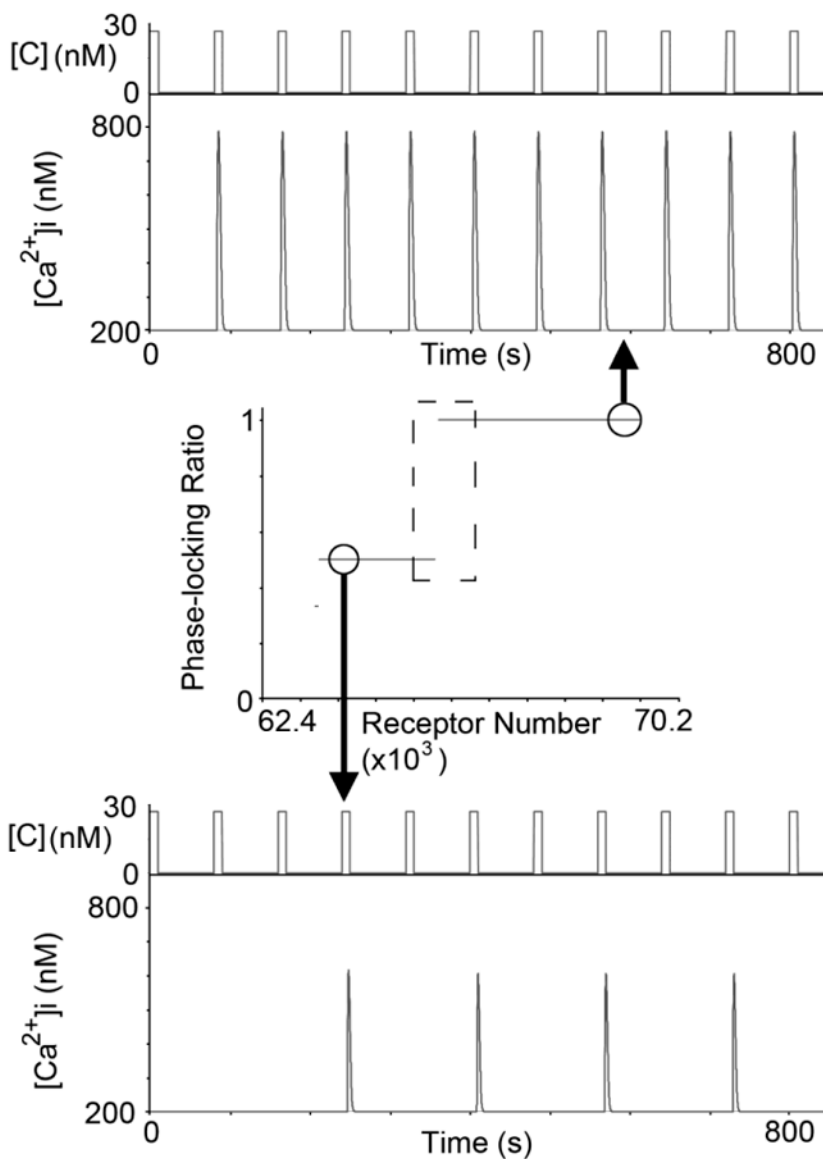 30
[C] (nM)
0
800
[Ca²⁺]i (nM)
200
0 Time (s) 800
1
Phase-locking Ratio
0
62.4 Receptor Number 70.2
(x10³)
30
[C] (nM)
0
800
[Ca²⁺]i (nM)
200
0 Time (s) 800